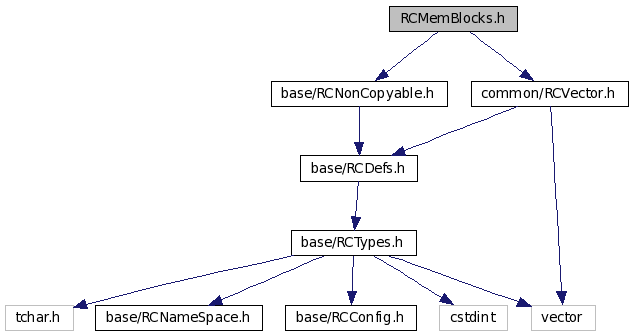 RCMemBlocks.h
base/RCNonCopyable.h
common/RCVector.h
base/RCDefs.h
base/RCTypes.h
tchar.h
base/RCNameSpace.h
base/RCConfig.h
cstdint
vector